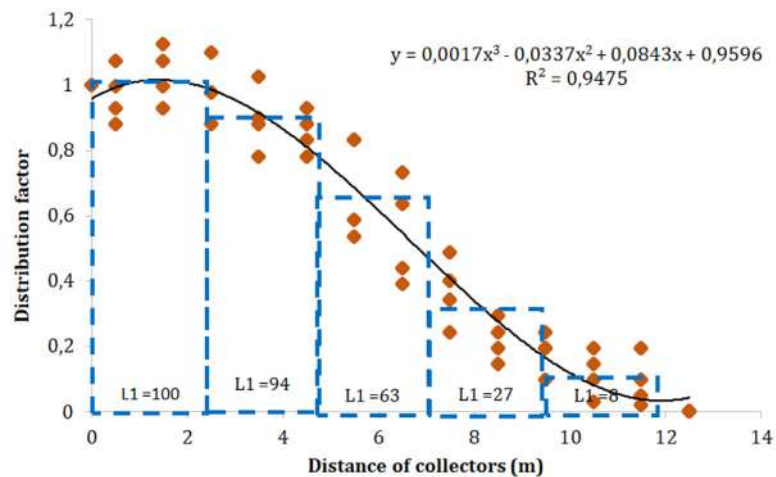 1,2
y = 0,0017x³ - 0,0337x² + 0,0843x + 0,9596
R² = 0,9475
1
0,8
0,6
0,4
0,2
0
Distribution factor
L1 =100
L1 =94
L1 =63
L1 =27
L1 =8
0 2 4 6 8 10 12 14
Distance of collectors (m)